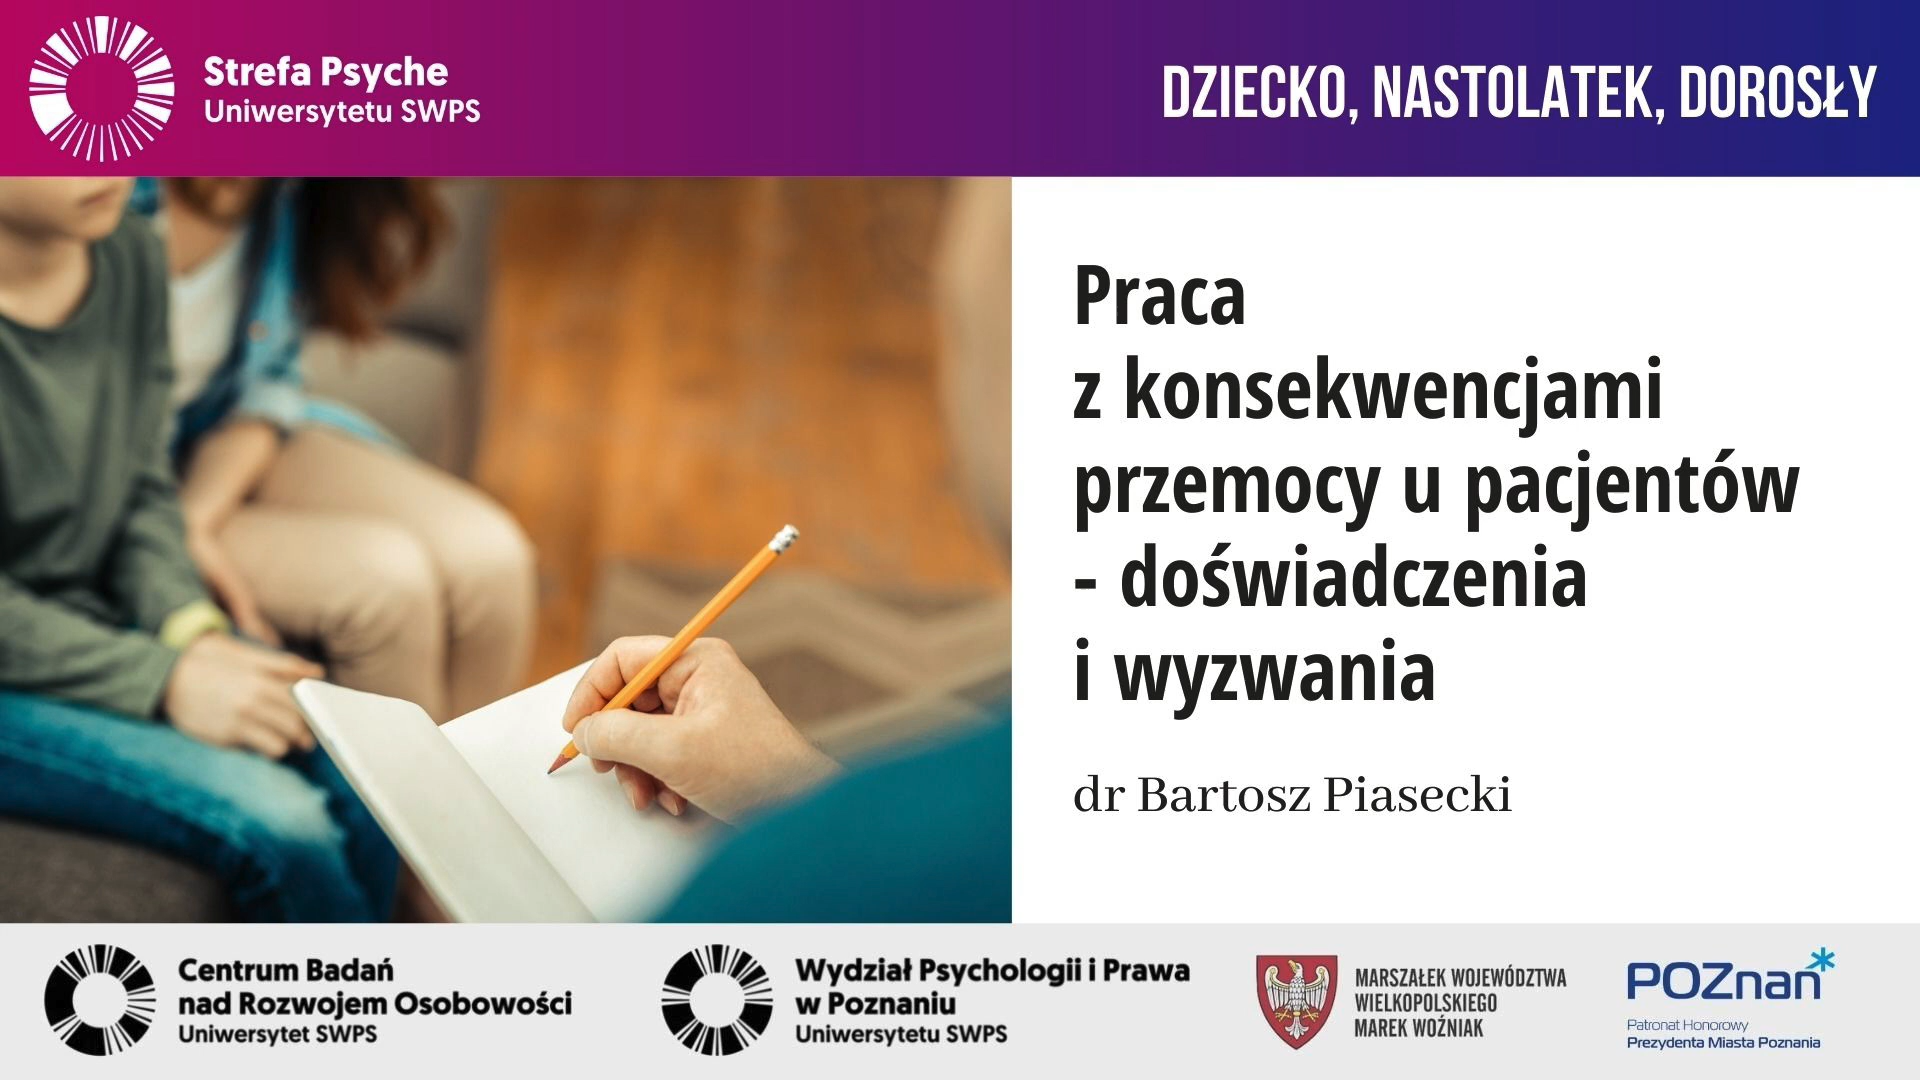 Strefa Psyche
Uniwersytetu SWPS
DZIECKO, NASTOLATEK, DOROSŁY
Praca
z konsekwencjami
przemocy u pacjentów
- doświadczenia
i wyzwania
dr Bartosz Piasecki
Centrum Badań
nad Rozwojem Osobowości
Uniwersytet SWPS
Wydział Psychologii i Prawa
w Poznaniu
Uniwersytetu SWPS
MARSZAŁEK WOJEWÓDZTWA
WIELKOPOLSKIEGO
MAREK WOŹNIAK
POZnan*
Patronat Honorowy
Prezydenta Miasta Poznania